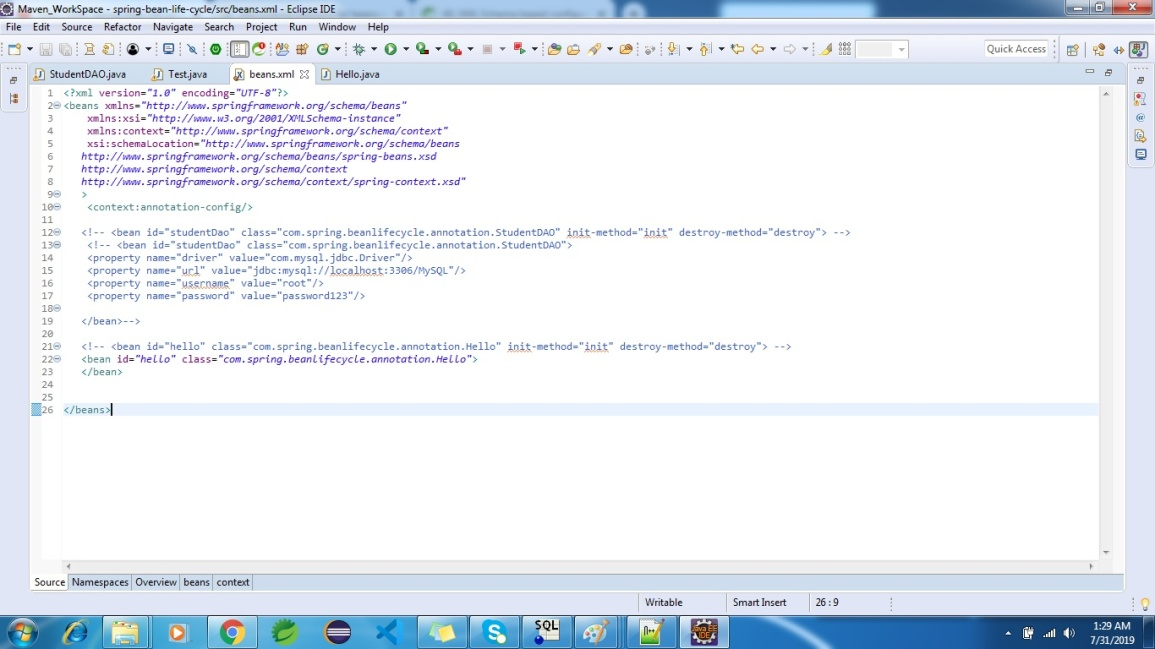 Maven_WorkSpace - spring-bean-life-cycle/src/beans.xml - Eclipse IDE
File Edit Source Refactor Navigate Search Project Run Window Help
Quick Access
StudentDAO.java Test.java beans.xml Hello.java
1 <?xml version="1.0" encoding="UTF-8"?>
2 <beans xmlns="http://www.springframework.org/schema/beans"
3 xmlns:xsi="http://www.w3.org/2001/XMLSchema-instance"
4 xmlns:context="http://www.springframework.org/schema/context"
5 xsi:schemaLocation="http://www.springframework.org/schema/beans
6 http://www.springframework.org/schema/beans/spring-beans.xsd
7 http://www.springframework.org/schema/context
8 http://www.springframework.org/schema/context/spring-context.xsd"
9 >
10 <context:annotation-config/>
11
12 <!-- <bean id="studentDao" class="com.spring.beanlifecycle.annotation.StudentDAO" init-method="init" destroy-method="destroy"> -->
13 <!-- <bean id="studentDao" class="com.spring.beanlifecycle.annotation.StudentDAO">
14 <property name="driver" value="com.mysql.jdbc.Driver"/>
15 <property name="url" value="jdbc:mysql://localhost:3306/MySQL"/>
16 <property name="username" value="root"/>
17 <property name="password" value="password123"/>
18
19 </bean>-->
20
21 <!-- <bean id="hello" class="com.spring.beanlifecycle.annotation.Hello" init-method="init" destroy-method="destroy"> -->
22 <bean id="hello" class="com.spring.beanlifecycle.annotation.Hello">
23 </bean>
24
25
26 </beans>
Source Namespaces Overview beans context
Writable Smart Insert 26 : 9
SQL
Java EE
IDE
1:29 AM
7/31/2019